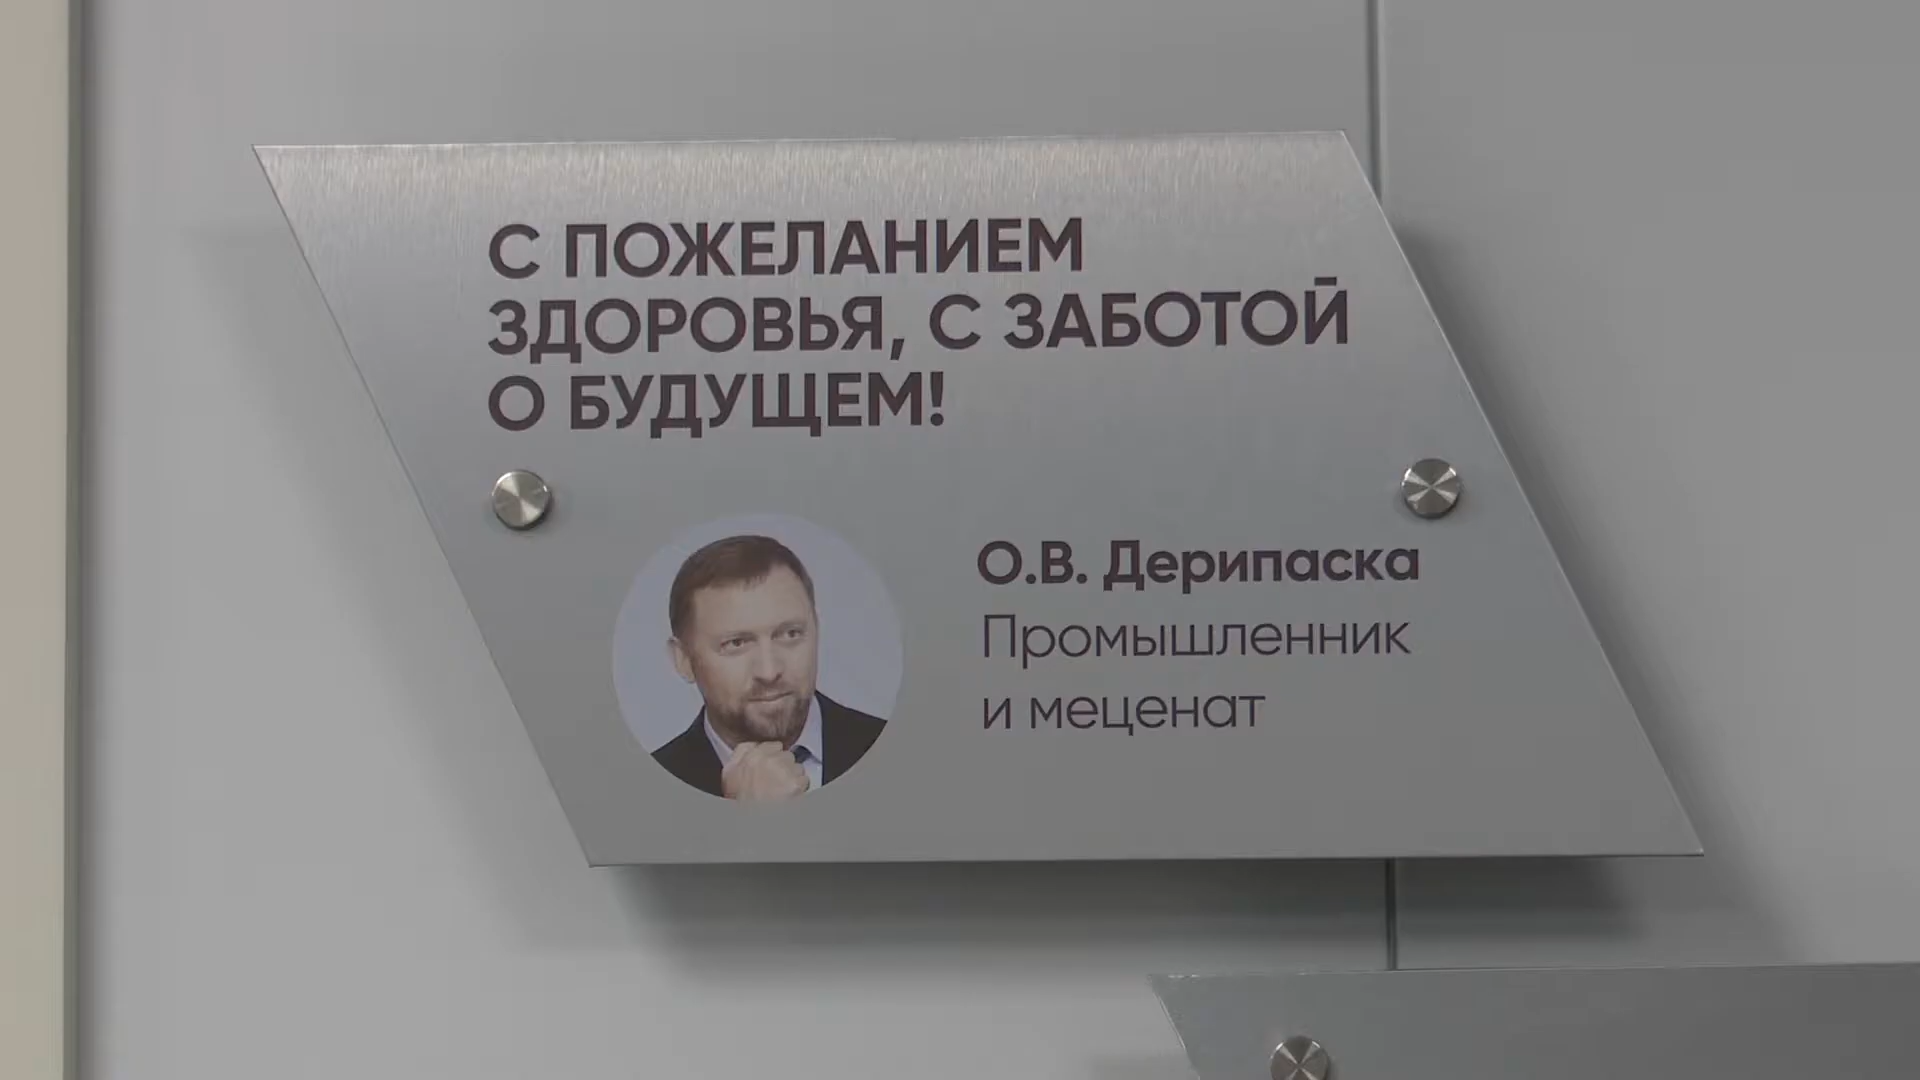 С ПОЖЕЛАНИЕМ
ЗДОРОВЬЯ, С ЗАБОТОЙ
О БУДУЩЕМ!
О.В. Дерипаска
Промышленник
и меценат